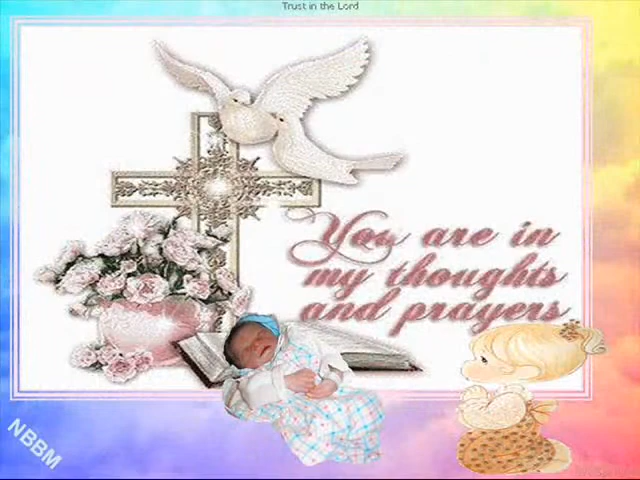 Trust in the Lord
You are in
my thoughts
and prayers
NBBM